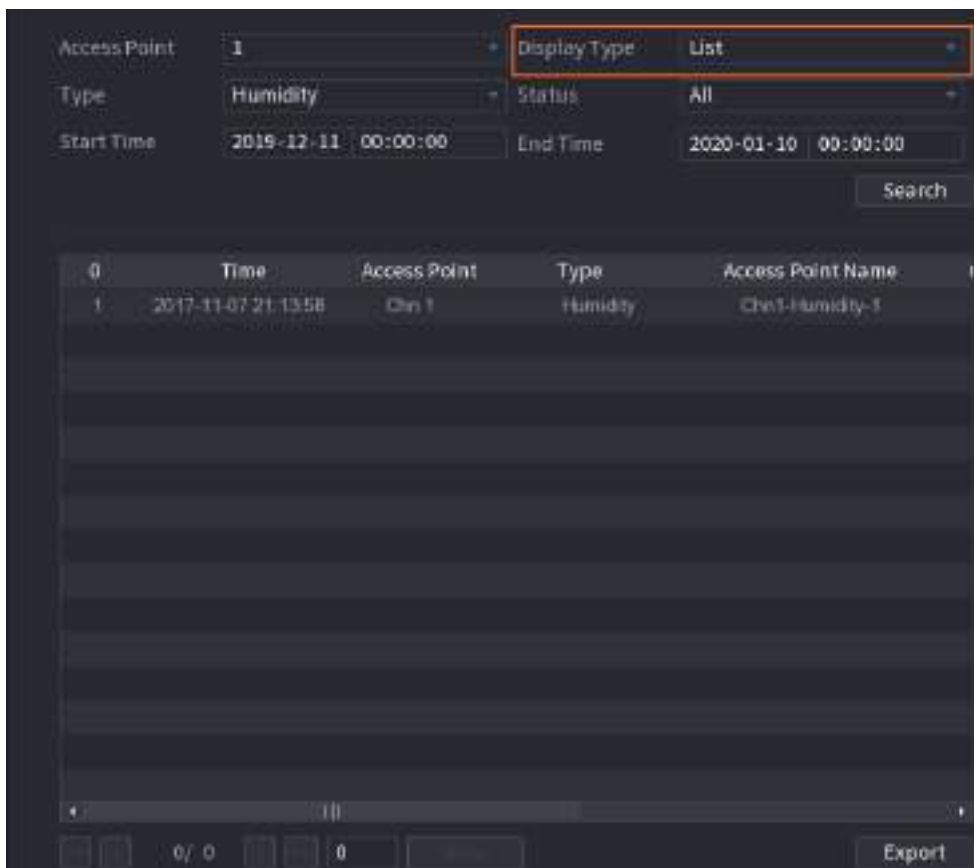 Access Point 1 Display Type List
Type Humidity Status All
Start Time 2019-12-11 00:00:00 End Time 2020-01-10 00:00:00
Search
0 Time Access Point Type Access Point Name
1 2017-11-07 21:13:58 Chn 1 Humidity Chn1-Humidity-1
0/ 0 0
Export